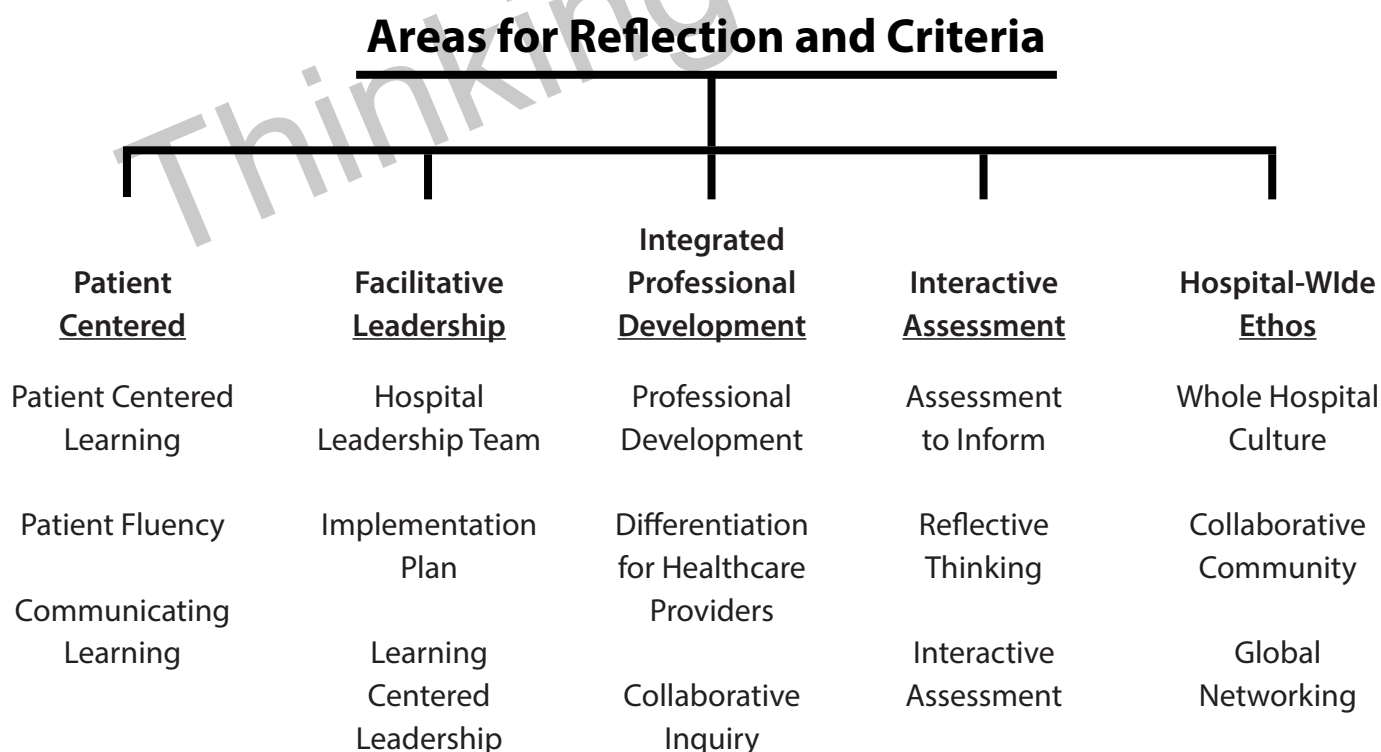 Thinking
Areas for Reflection and Criteria
Patient
Centered
Patient Centered
Learning
Patient Fluency
Communicating
Learning
Facilitative
Leadership
Hospital
Leadership Team
Implementation
Plan
Learning
Centered
Leadership
Integrated
Professional
Development
Professional
Development
Differentiation
for Healthcare
Providers
Collaborative
Inquiry
Interactive
Assessment
Assessment
to Inform
Reflective
Thinking
Interactive
Assessment
Hospital-WIde
Ethos
Whole Hospital
Culture
Collaborative
Community
Global
Networking